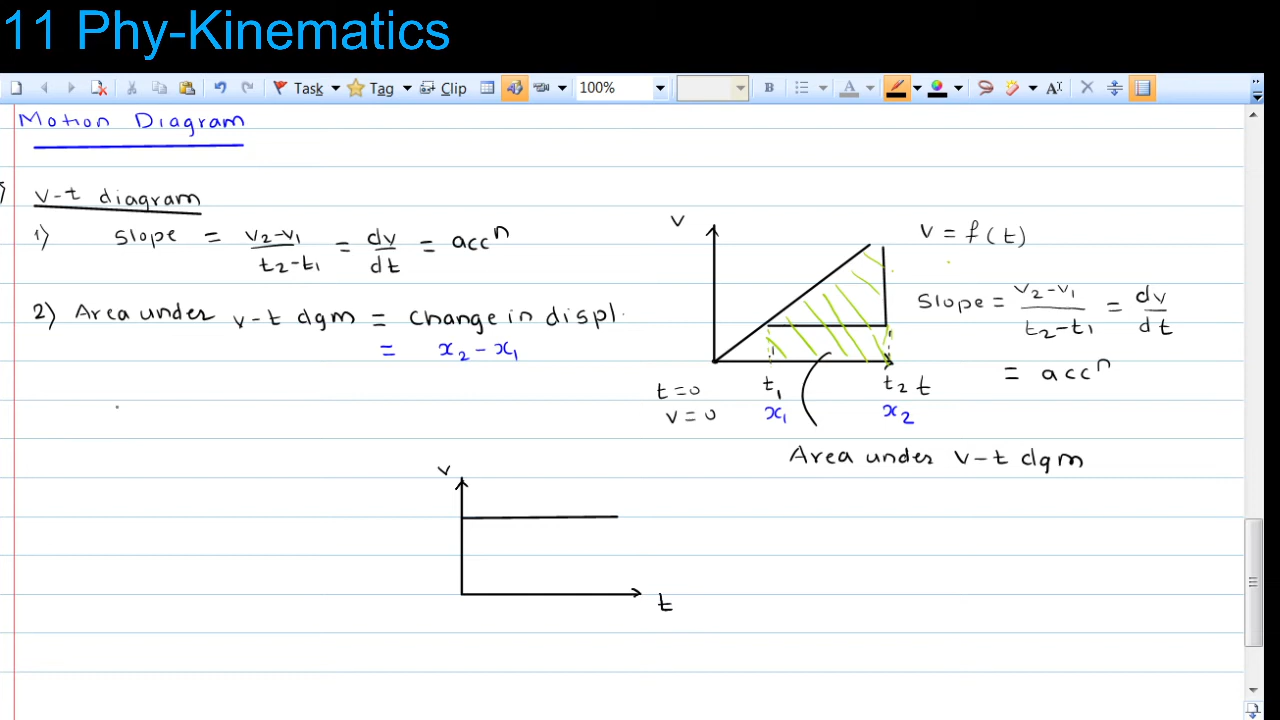 11 Phy-Kinematics
Task Tag Clip 100% B A A
Motion Diagram
v-t diagram
1) Slope = v2-v1 / t2-t1 = dv/dt = accn
2) Area under v-t dgm = change in displ.
= x2 - x1
v
v = f(t)
Slope = v2-v1 / t2-t1 = dv/dt
= accn
t=0 t1 t2 t
v=0 x1 x2
Area under v-t dgm
v
t